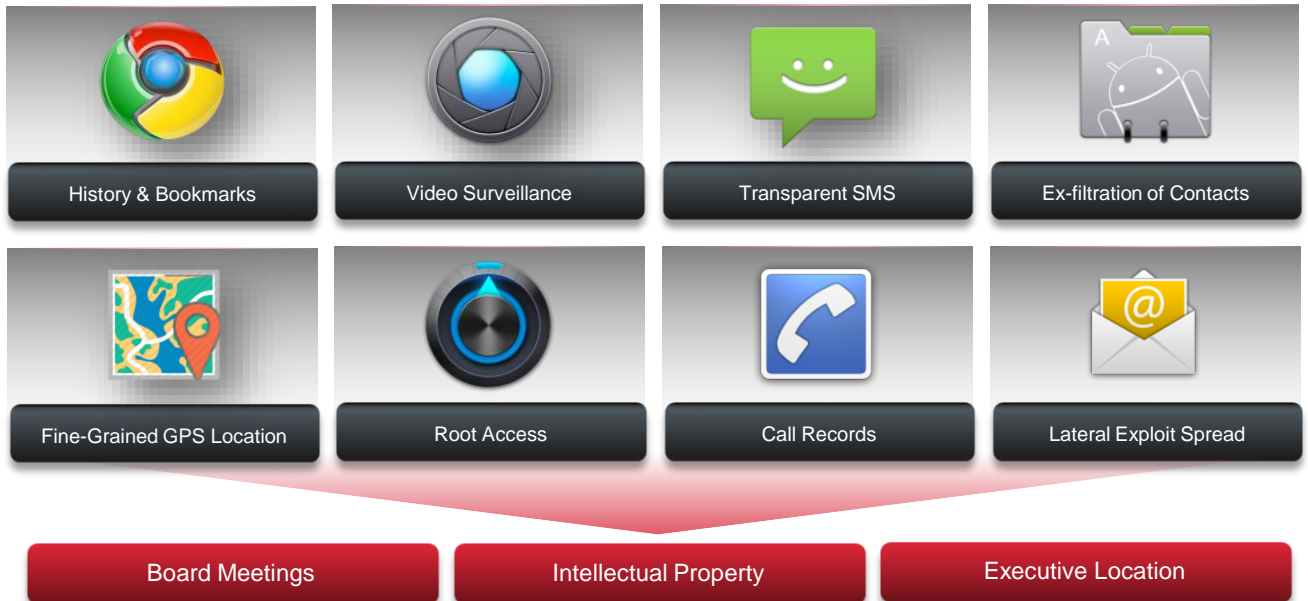 A
History & Bookmarks
Video Surveillance
Transparent SMS
Ex-filtration of Contacts
@
Fine-Grained GPS Location
Root Access
Call Records
Lateral Exploit Spread
Board Meetings
Intellectual Property
Executive Location